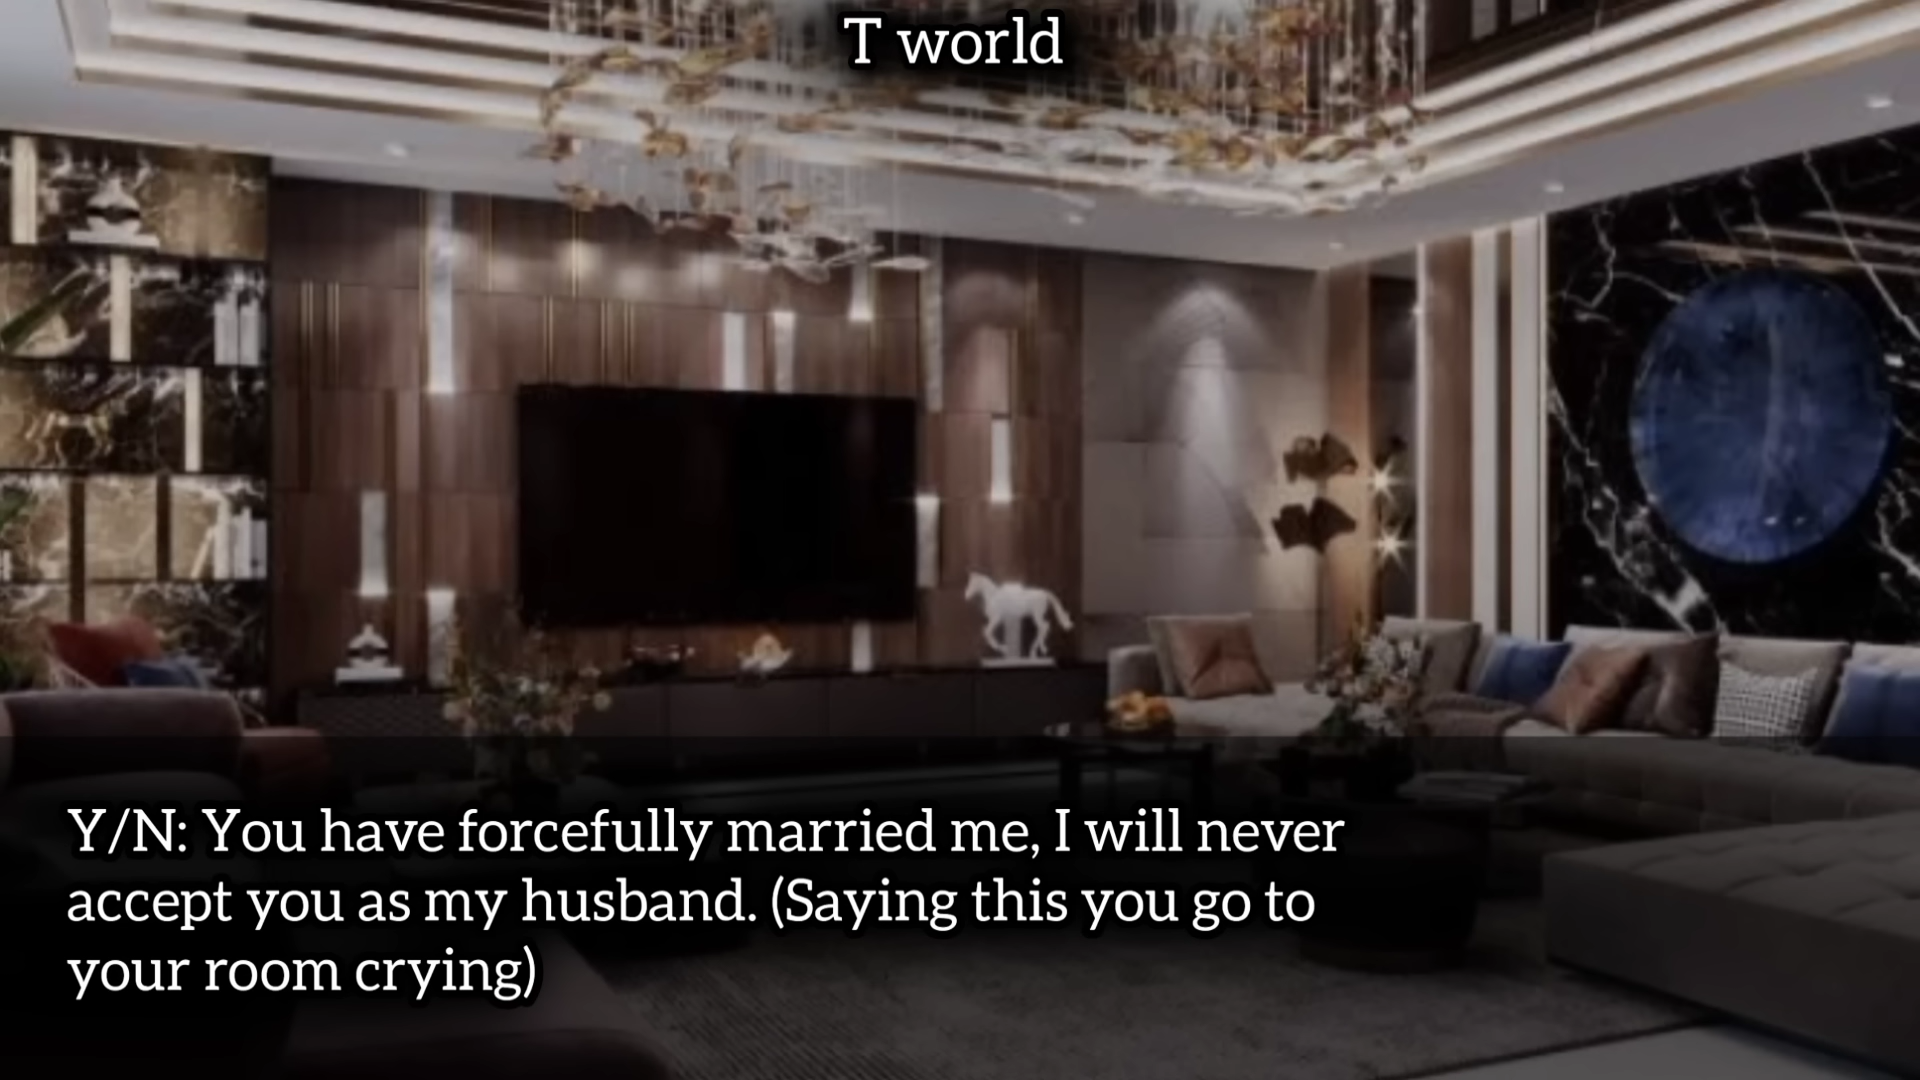 T world
Y/N: You have forcefully married me, I will never
accept you as my husband. (Saying this you go to
your room crying)